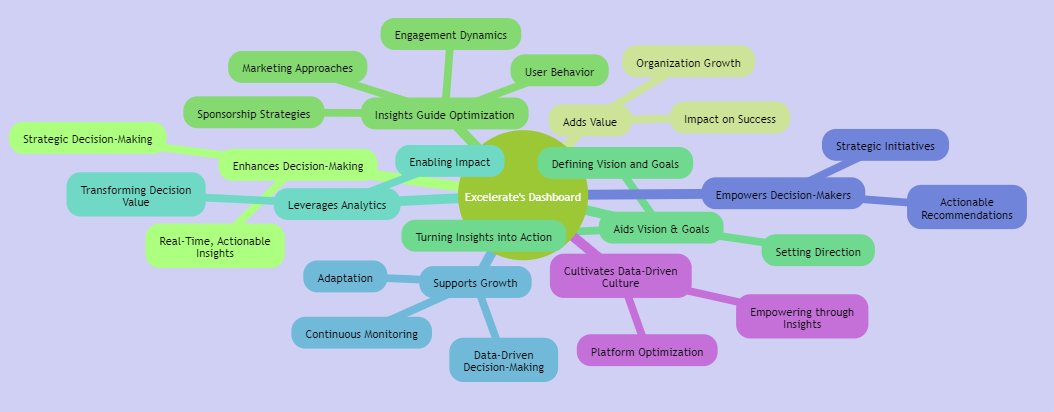 Engagement Dynamics
Marketing Approaches
User Behavior
Sponsorship Strategies
Insights Guide Optimization
Organization Growth
Adds Value
Impact on Success
Strategic Decision-Making
Enhances Decision-Making
Enabling Impact
Defining Vision and Goals
Strategic Initiatives
Transforming Decision
Value
Leverages Analytics
Excelerate's Dashboard
Empowers Decision-Makers
Actionable
Recommendations
Real-Time, Actionable
Insights
Turning Insights into Action
Aids Vision & Goals
Setting Direction
Adaptation
Supports Growth
Cultivates Data-Driven
Culture
Continuous Monitoring
Empowering through
Insights
Data-Driven
Decision-Making
Platform Optimization